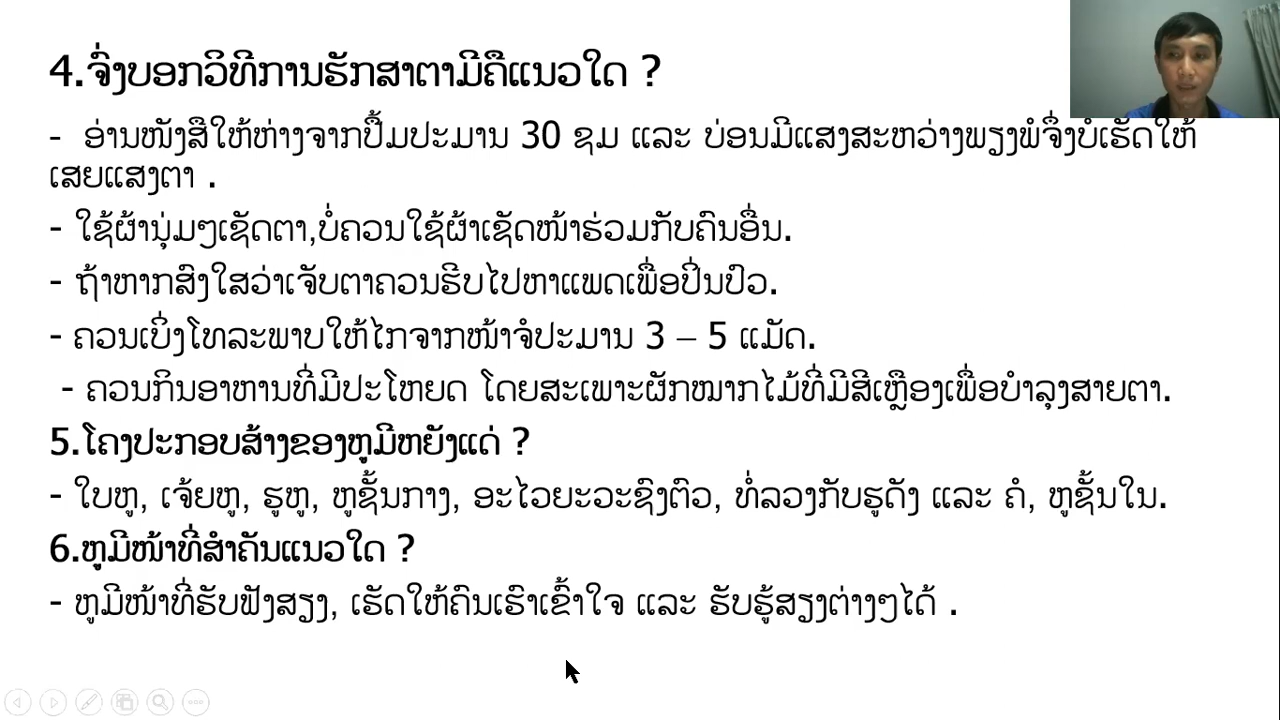 4.ຈົ່ງບອກວິທີການຮັກສາຕາມີຄືແນວໃດ ?
- ອ່ານໜັງສືໃຫ້ຫ່າງຈາກປຶ້ມປະມານ 30 ຊມ ແລະ ບ່ອນມີແສງສະຫວ່າງພຽງພໍຈຶ່ງບໍ່ເຮັດໃຫ້
ເສຍແສງຕາ .
- ໃຊ້ຜ້ານຸ່ມໆເຊັດຕາ,ບໍ່ຄວນໃຊ້ຜ້າເຊັດໜ້າຮ່ວມກັບຄົນອື່ນ.
- ຖ້າຫາກສົງໃສວ່າເຈັບຕາຄວນຮີບໄປຫາແພດເພື່ອປິ່ນປົວ.
- ຄວນເບິ່ງໂທລະພາບໃຫ້ໄກຈາກໜ້າຈໍປະມານ 3 – 5 ແມັດ.
- ຄວນກິນອາຫານທີ່ມີປະໂຫຍດ ໂດຍສະເພາະຜັກໝາກໄມ້ທີ່ມີສີເຫຼືອງເພື່ອບໍາລຸງສາຍຕາ.
5.ໂຄງປະກອບສ້າງຂອງຫູມີຫຍັງແດ່ ?
- ໃບຫູ, ເຈ້ຍຫູ, ຮູຫູ, ຫູຊັ້ນກາງ, ອະໄວຍະວະຊົງຕົວ, ທໍ່ລວງກັບຮູດັງ ແລະ ຄໍ, ຫູຊັ້ນໃນ.
6.ຫູມີໜ້າທີ່ສໍາຄັນແນວໃດ ?
- ຫູມີໜ້າທີ່ຮັບຟັງສຽງ, ເຮັດໃຫ້ຄົນເຮົາເຂົ້າໃຈ ແລະ ຮັບຮູ້ສຽງຕ່າງໆໄດ້ .